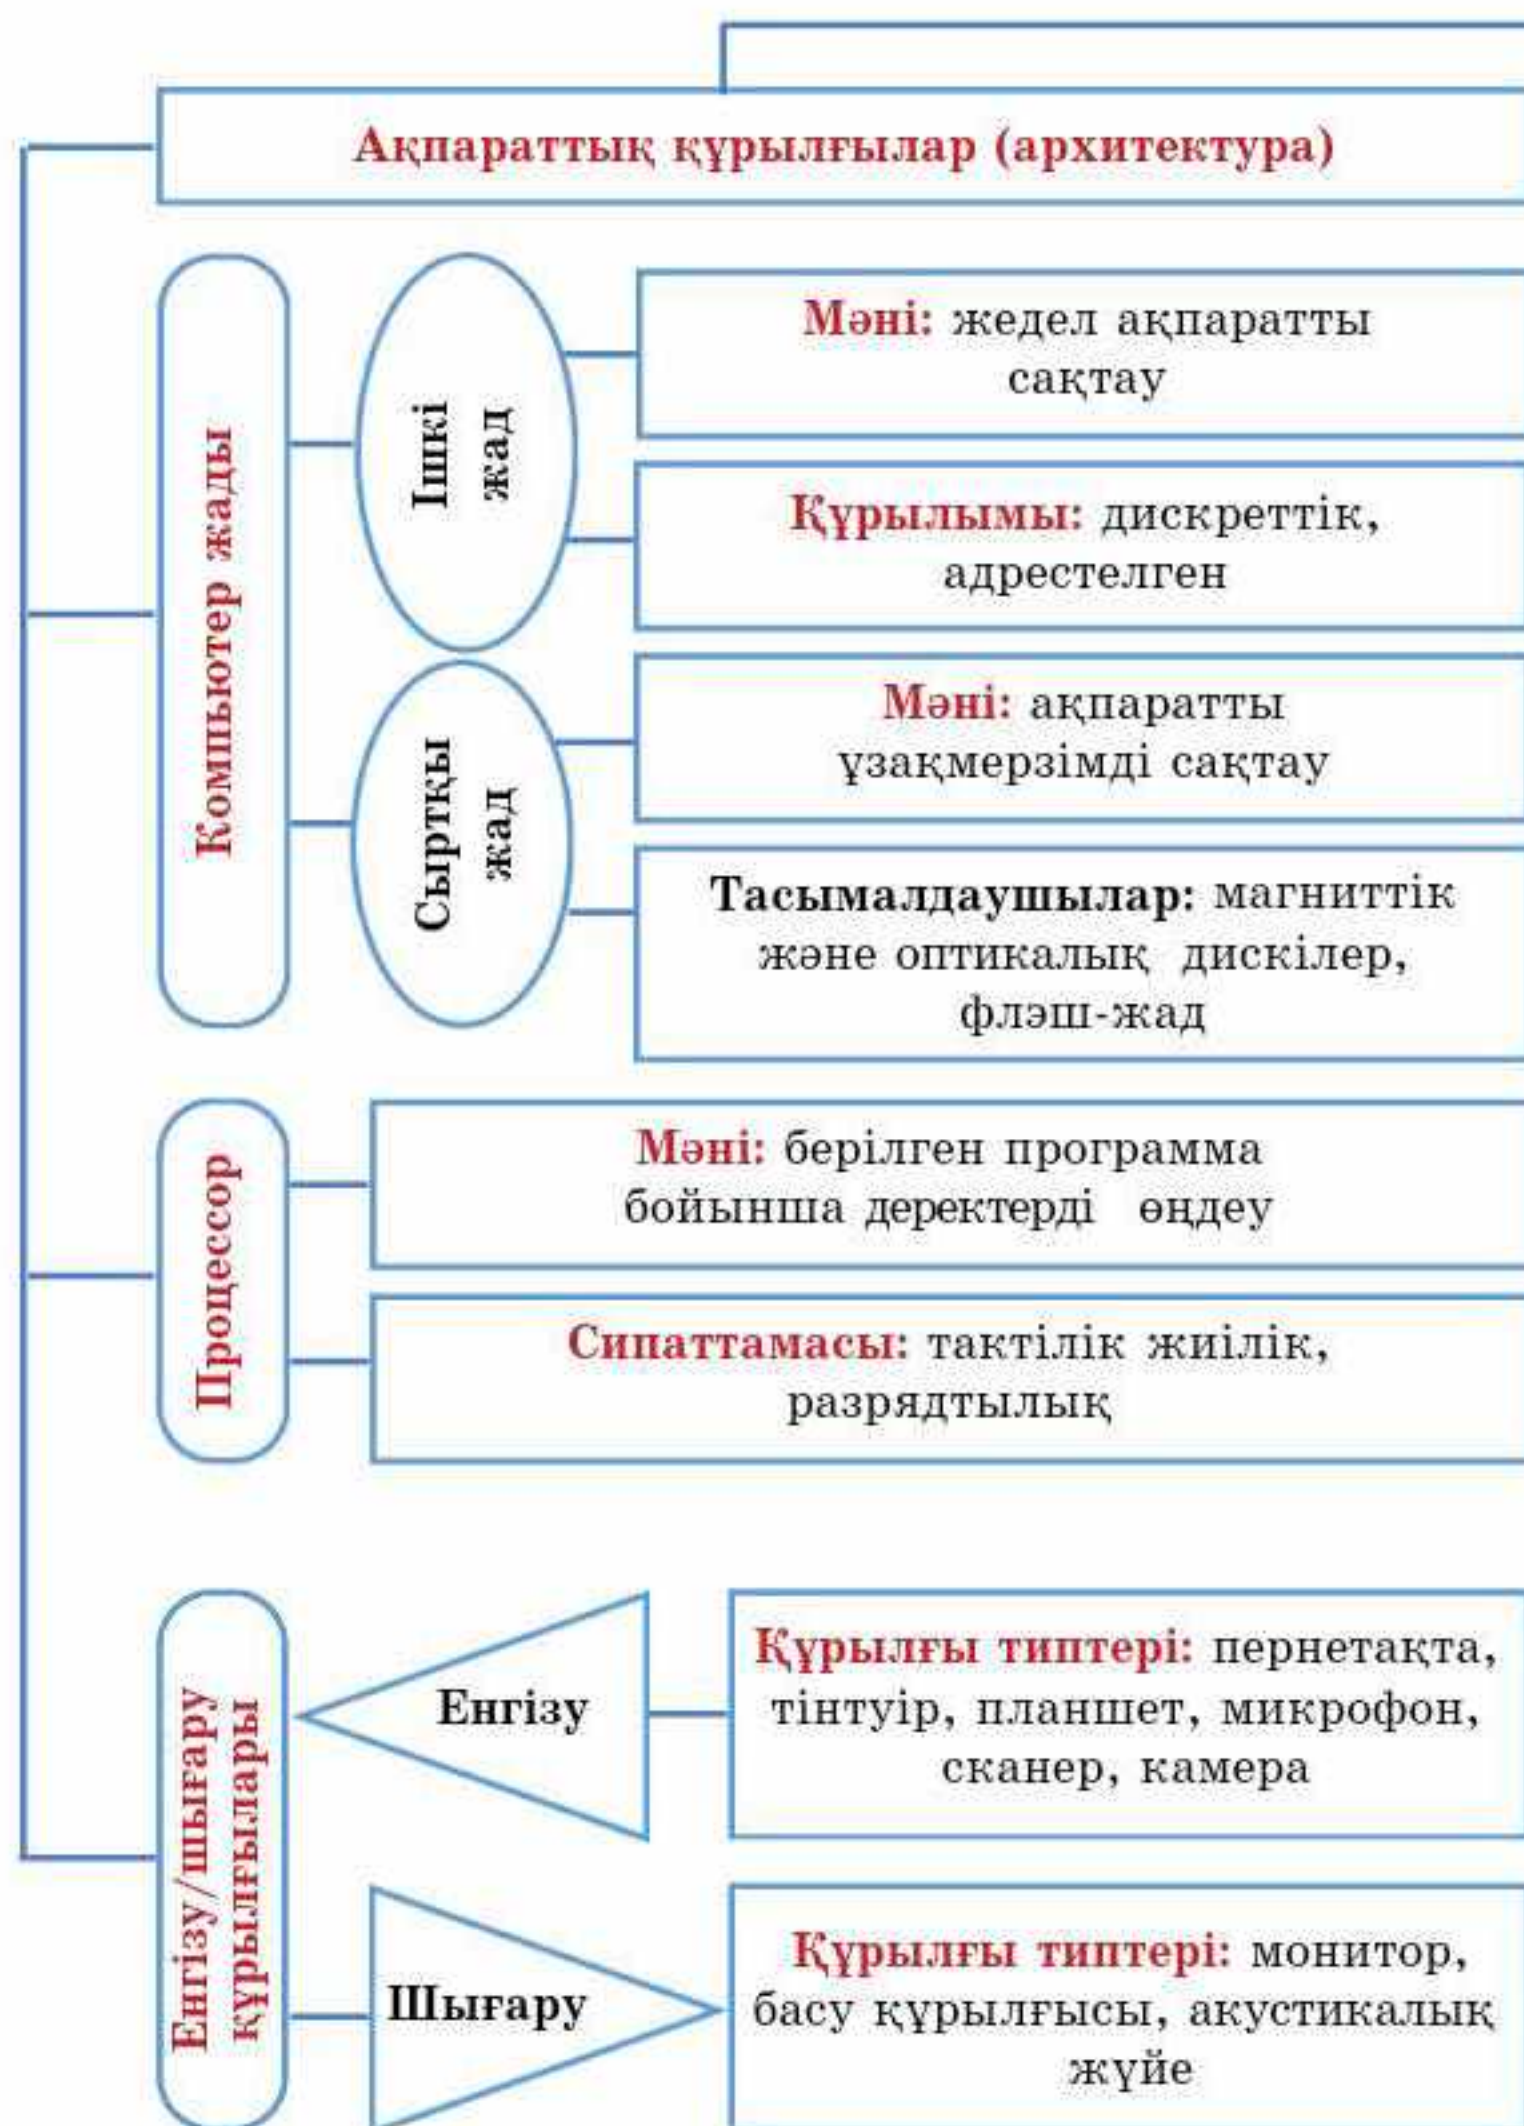 Ақпараттық құрылғылар (архитектура)
Компьютер жады
Ішкі
жад
Мәні: жедел ақпаратты
сақтау
Құрылымы: дискреттік,
адрестелген
Сыртқы
жад
Мәні: ақпаратты
ұзақмерзімді сақтау
Тасымалдаушылар: магниттік
және оптикалық дискілер,
флэш-жад
Процессор
Мәні: берілген программа
бойынша деректерді өңдеу
Сипаттамасы: тактілік жиілік,
разрядтылық
Енгізу/шығару
құрылғылары
Енгізу
Құрылғы типтері: пернетақта,
тінтуір, планшет, микрофон,
сканер, камера
Шығару
Құрылғы типтері: монитор,
басу құрылғысы, акустикалық
жүйе